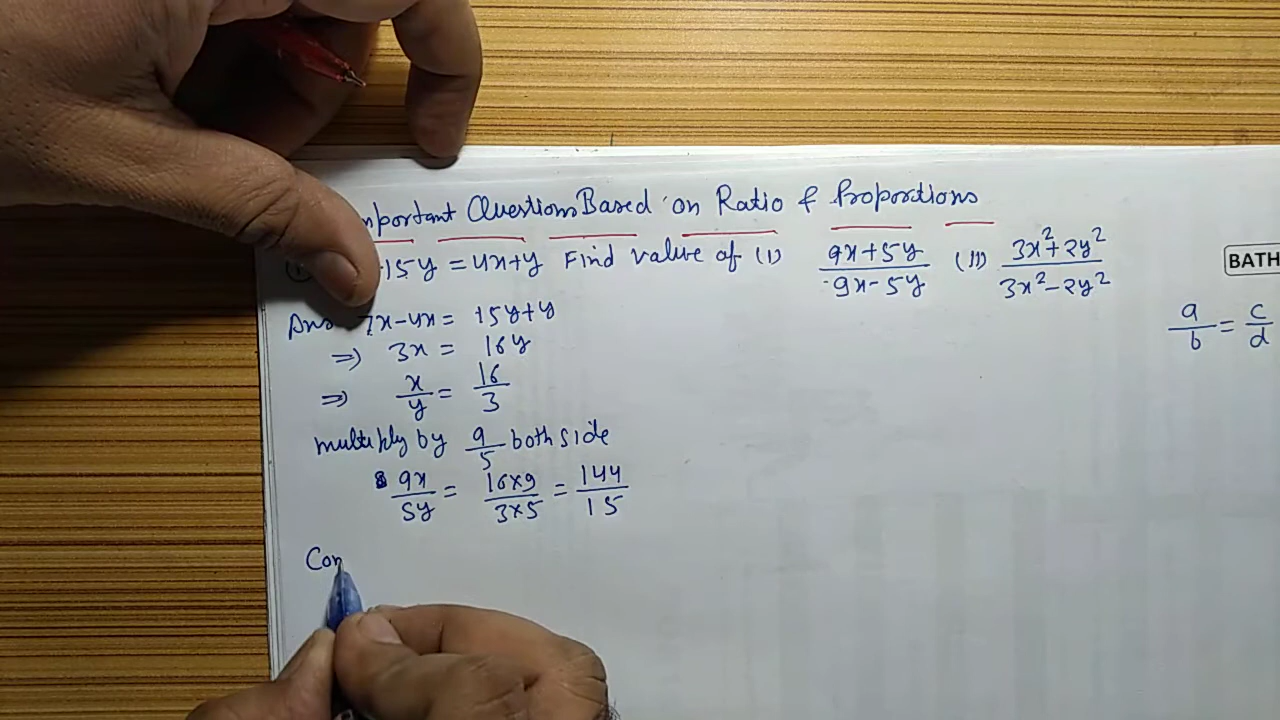 mportant Questions Based on Ratio & Proportions
15y = 4x+y Find value of (I) 9x+5y / 9x-5y (II) 3x²+2y² / 3x²-2y²
BATH
a/b = c/d
Ans 7x-4x = 15y+y
⇒ 3x = 16y
⇒ x/y = 16/3
multiply by 9/5 both side
9x/5y = 16×9/3×5 = 144/15
Con